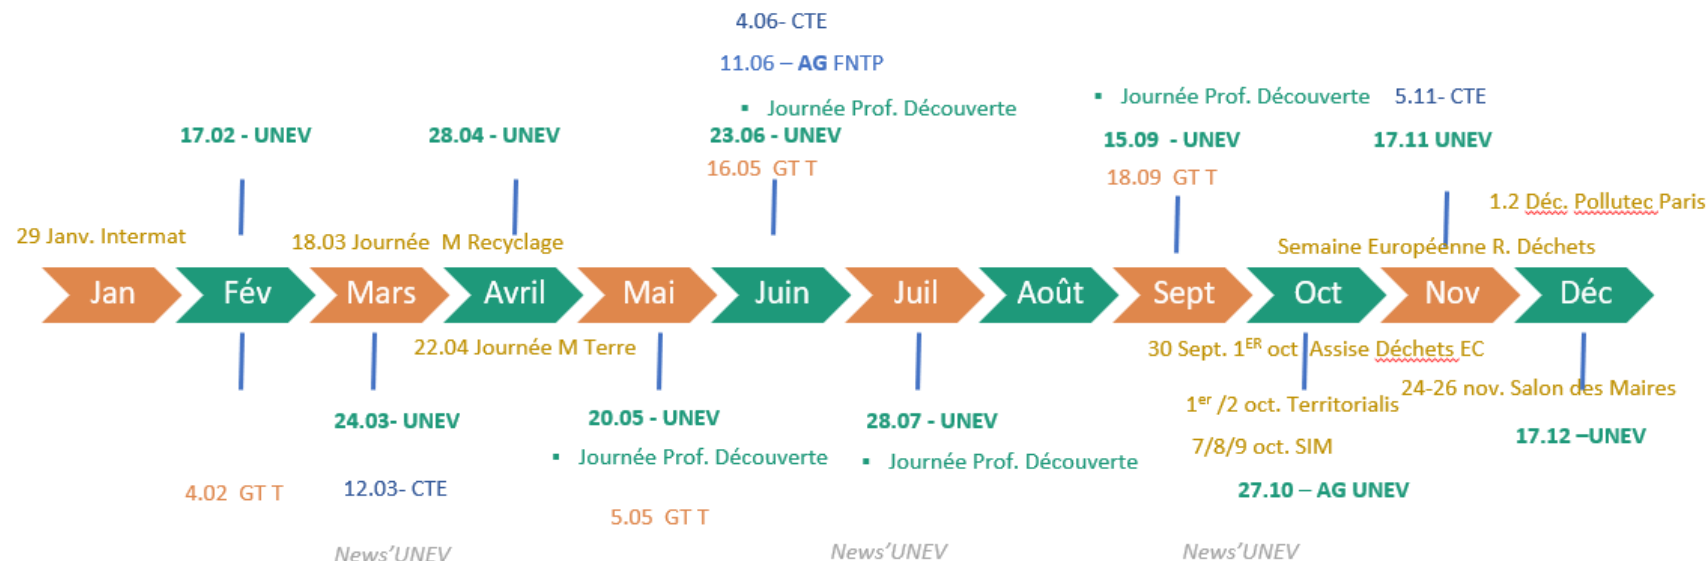 4.06- CTE
11.06 – AG FNTP
▪ Journée Prof. Découverte
▪ Journée Prof. Découverte
5.11- CTE
17.02 - UNEV
28.04 - UNEV
23.06 - UNEV
15.09 - UNEV
17.11 UNEV
16.05 GT T
18.09 GT T
1.2 Déc. Pollutec Paris
29 Janv. Intermat
18.03 Journée M Recyclage
Semaine Européenne R. Déchets
Jan
Fév
Mars
Avril
Mai
Juin
Juil
Août
Sept
Oct
Nov
Déc
22.04 Journée M Terre
30 Sept. 1ER oct Assise Déchets EC
24-26 nov. Salon des Maires
1er /2 oct. Territorialis
24.03- UNEV
20.05 - UNEV
28.07 - UNEV
17.12 –UNEV
7/8/9 oct. SIM
▪ Journée Prof. Découverte
▪ Journée Prof. Découverte
4.02 GT T
12.03- CTE
27.10 – AG UNEV
5.05 GT T
News’UNEV
News’UNEV
News’UNEV